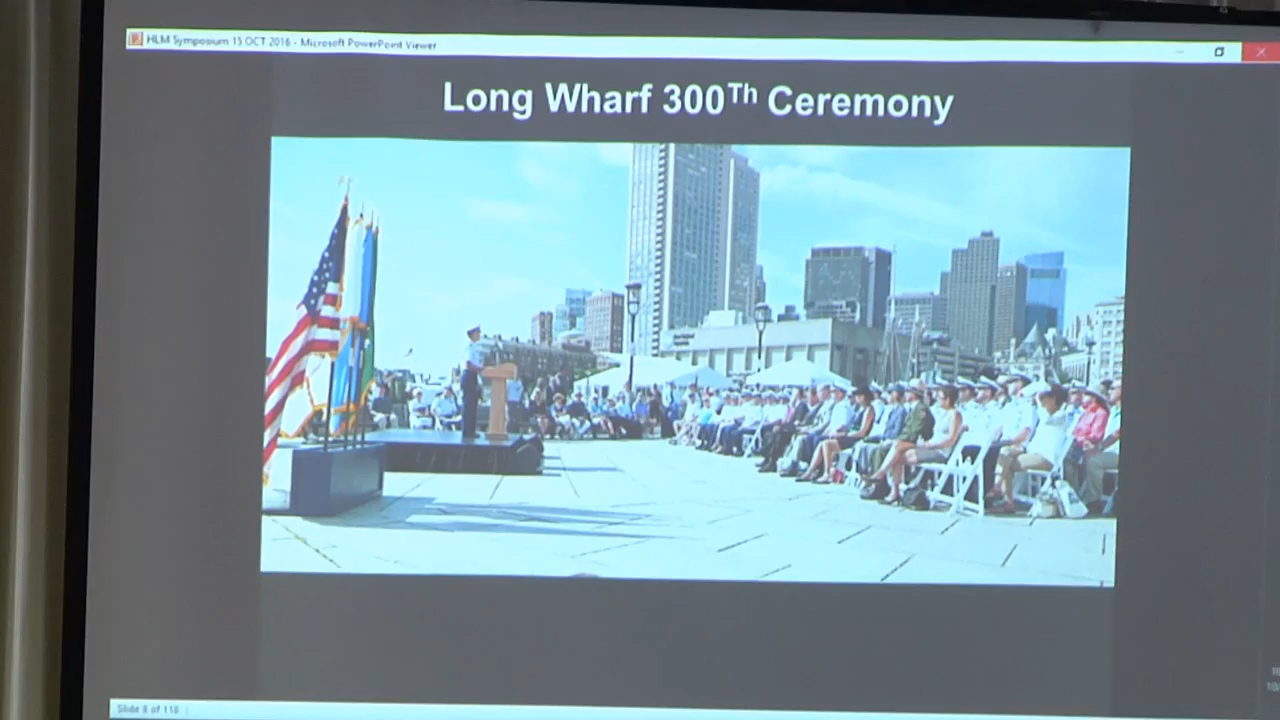 HLM Symposium 15 OCT 2016 - Microsoft PowerPoint Viewer
Long Wharf 300Th Ceremony
Slide 8 of 118